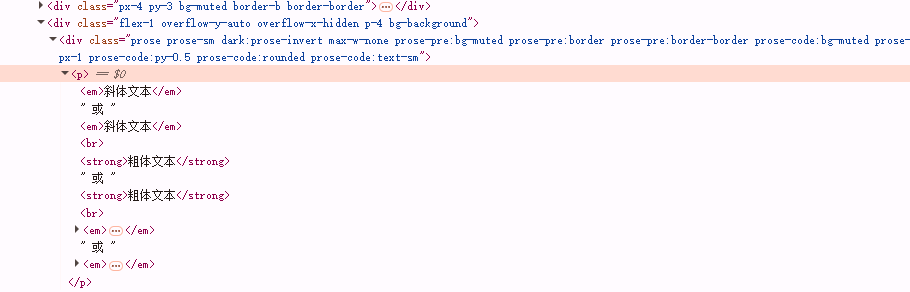 <div class="px-4 py-3 bg-muted border-b border-border">…</div>
<div class="flex-1 overflow-y-auto overflow-x-hidden p-4 bg-background">
<div class="prose prose-sm dark:prose-invert max-w-none prose-pre:bg-muted prose-pre:border prose-pre:border-border prose-code:bg-muted prose-
px-1 prose-code:py-0.5 prose-code:rounded prose-code:text-sm">
<p> == $0
<em>斜体文本</em>
" 或 "
<em>斜体文本</em>
<br>
<strong>粗体文本</strong>
" 或 "
<strong>粗体文本</strong>
<br>
<em>…</em>
" 或 "
<em>…</em>
</p>